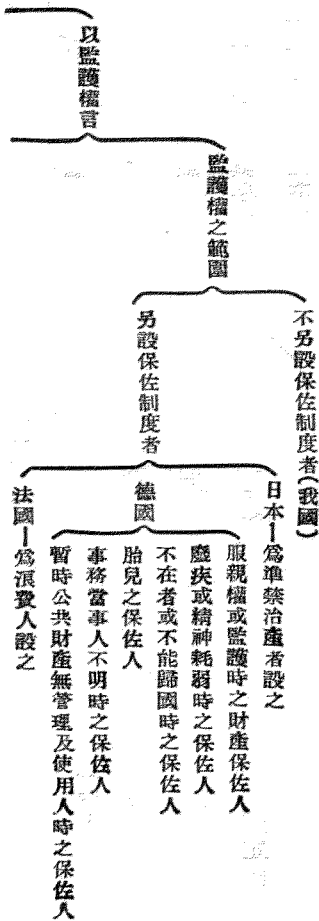 以監護權言
監護權之範圍
不另設保佐制度者(我國)
另設保佐制度者
日本—爲準禁治產者設之
德國
服親權或監護時之財產保佐人
廢疾或精神耗弱時之保佐人
不在者或不能歸國時之保佐人
胎兒之保佐人
事務當事人不明時之保佐人
暫時公共財產無管理及使用人時之保佐人
法國—爲浪費人設之